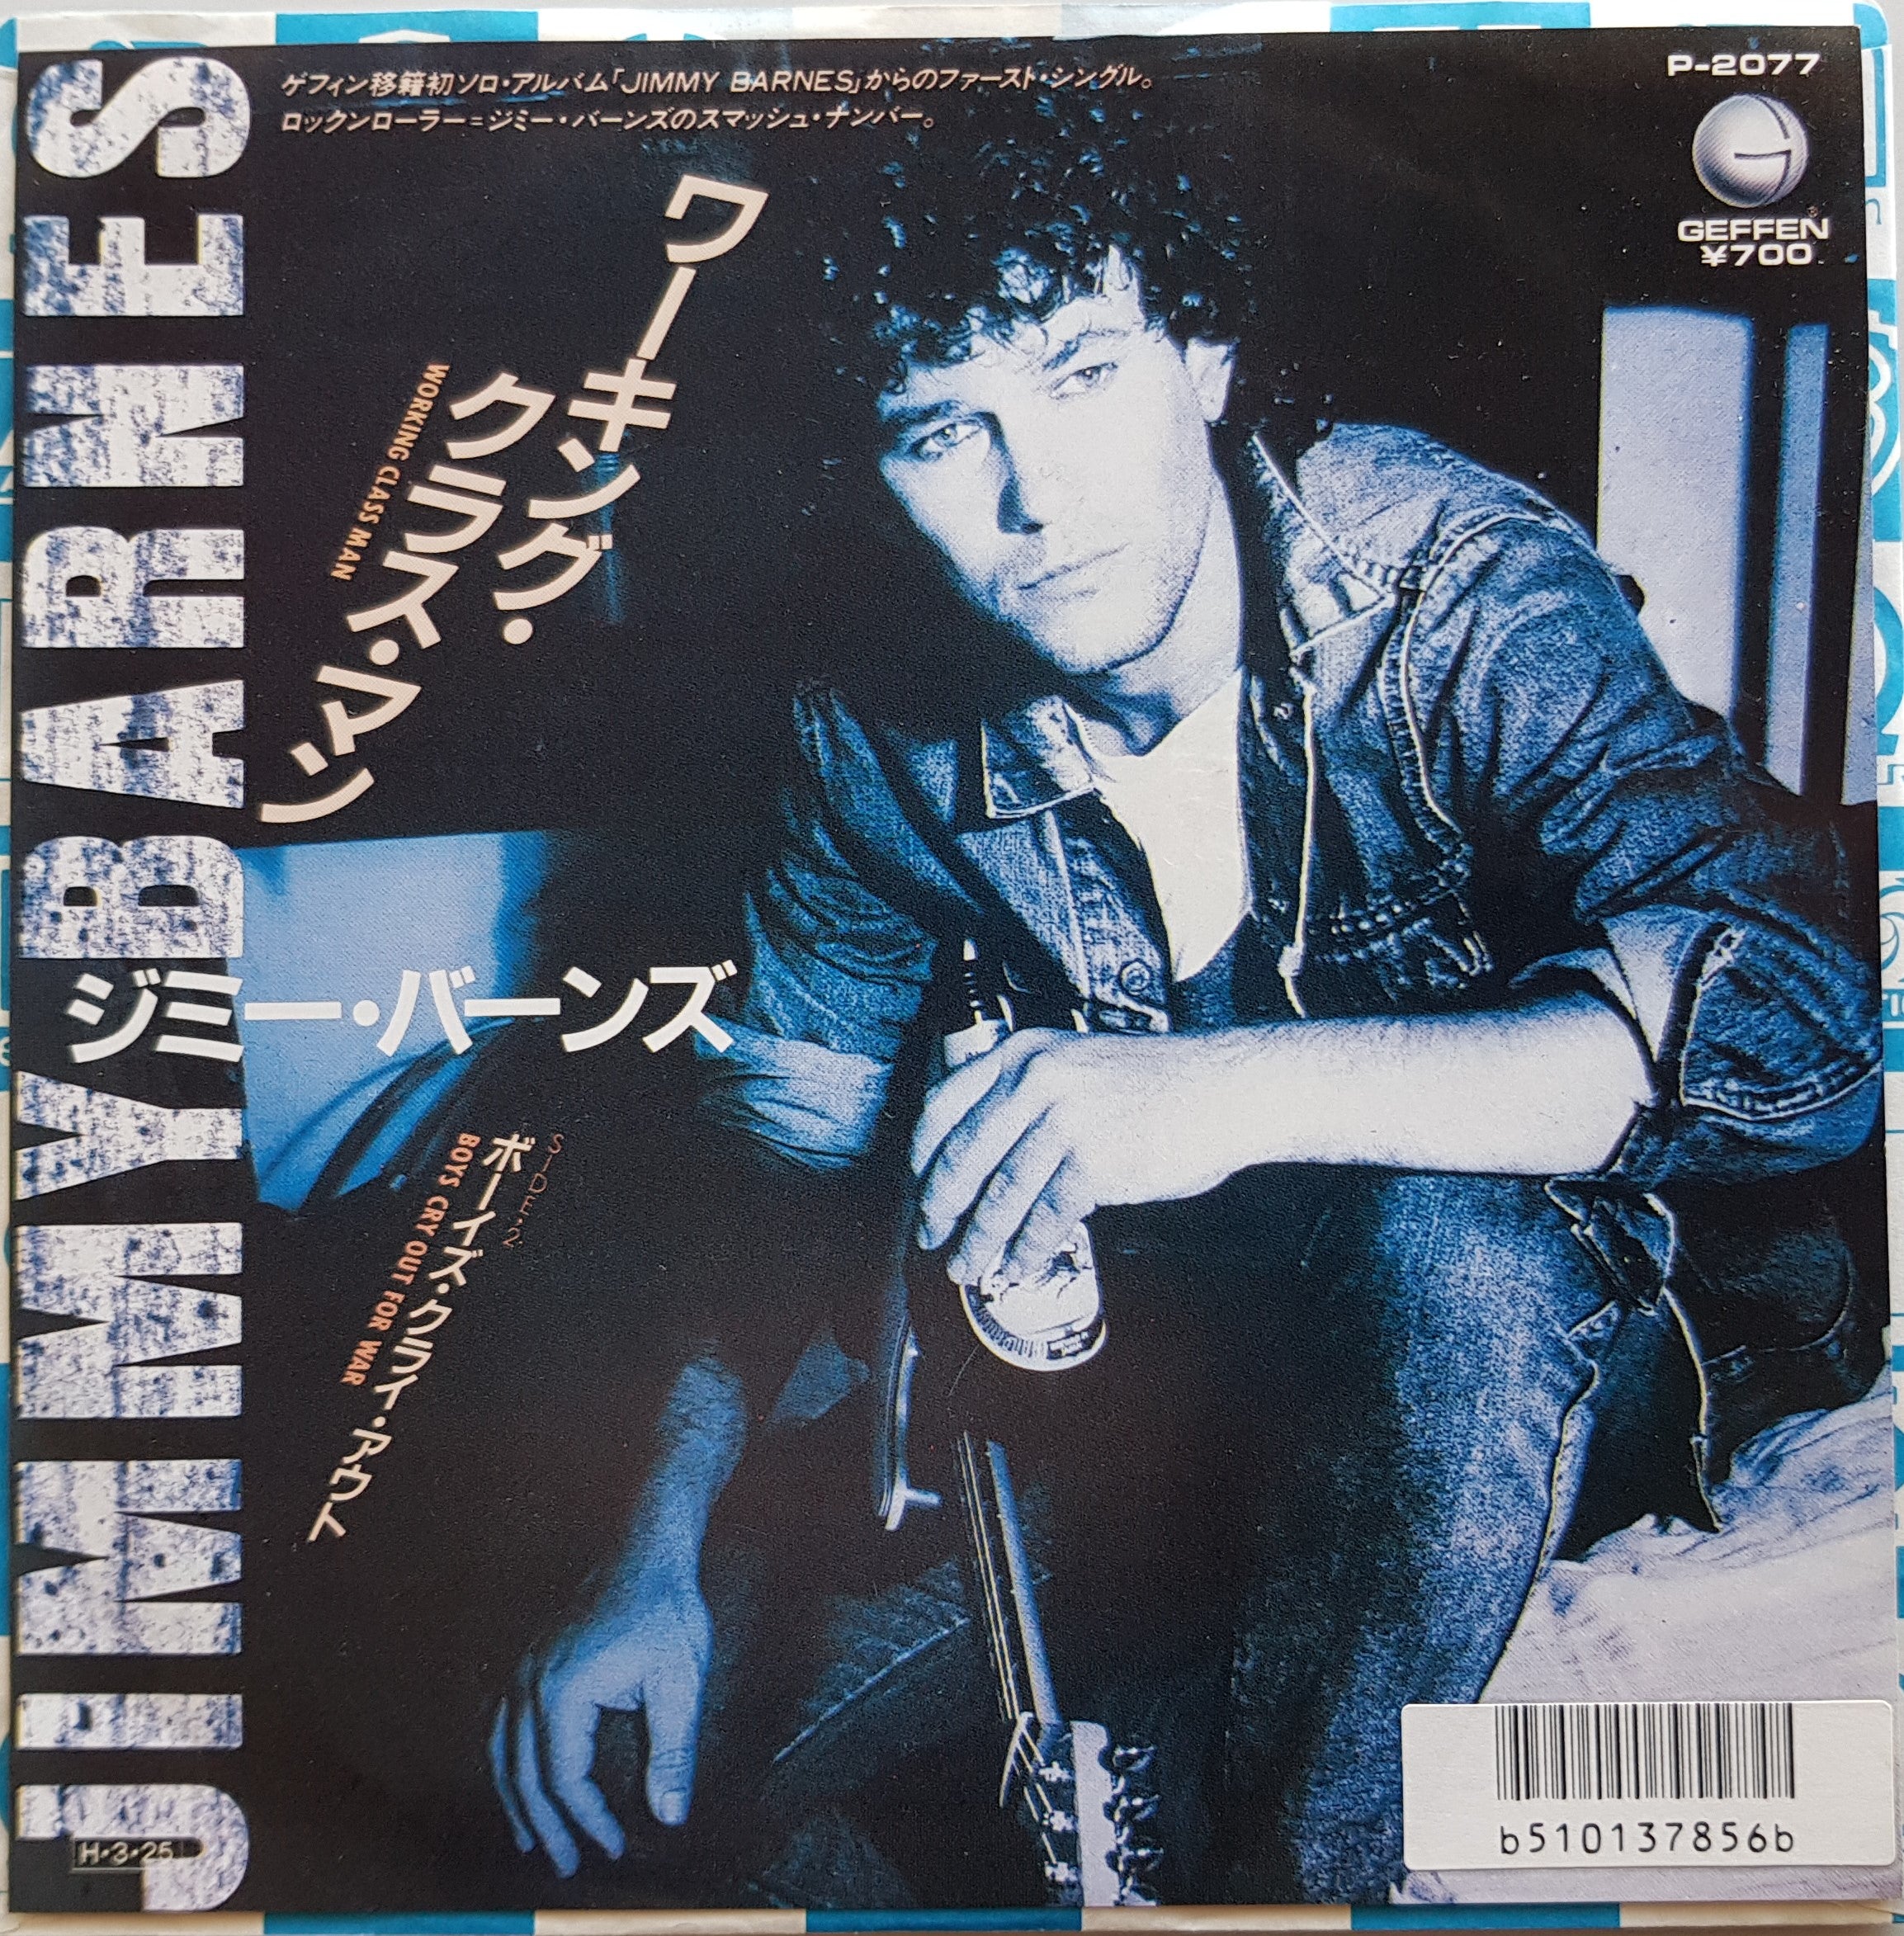 ゲフィン移籍初ソロ・アルバム「JIMMY BARNES」からのファースト・シングル。
ロックンローラー=ジミー・バーンズのスマッシュ・ナンバー。
P-2077
GEFFEN
¥700.
JIMMY BARNES
ワーキング・
クラス・マン
WORKING CLASS MAN
ジミー・バーンズ
SIDE・2
ボーイズ・クライ・アウト
BOYS CRY OUT FOR WAR
H・3・25
b510137856b